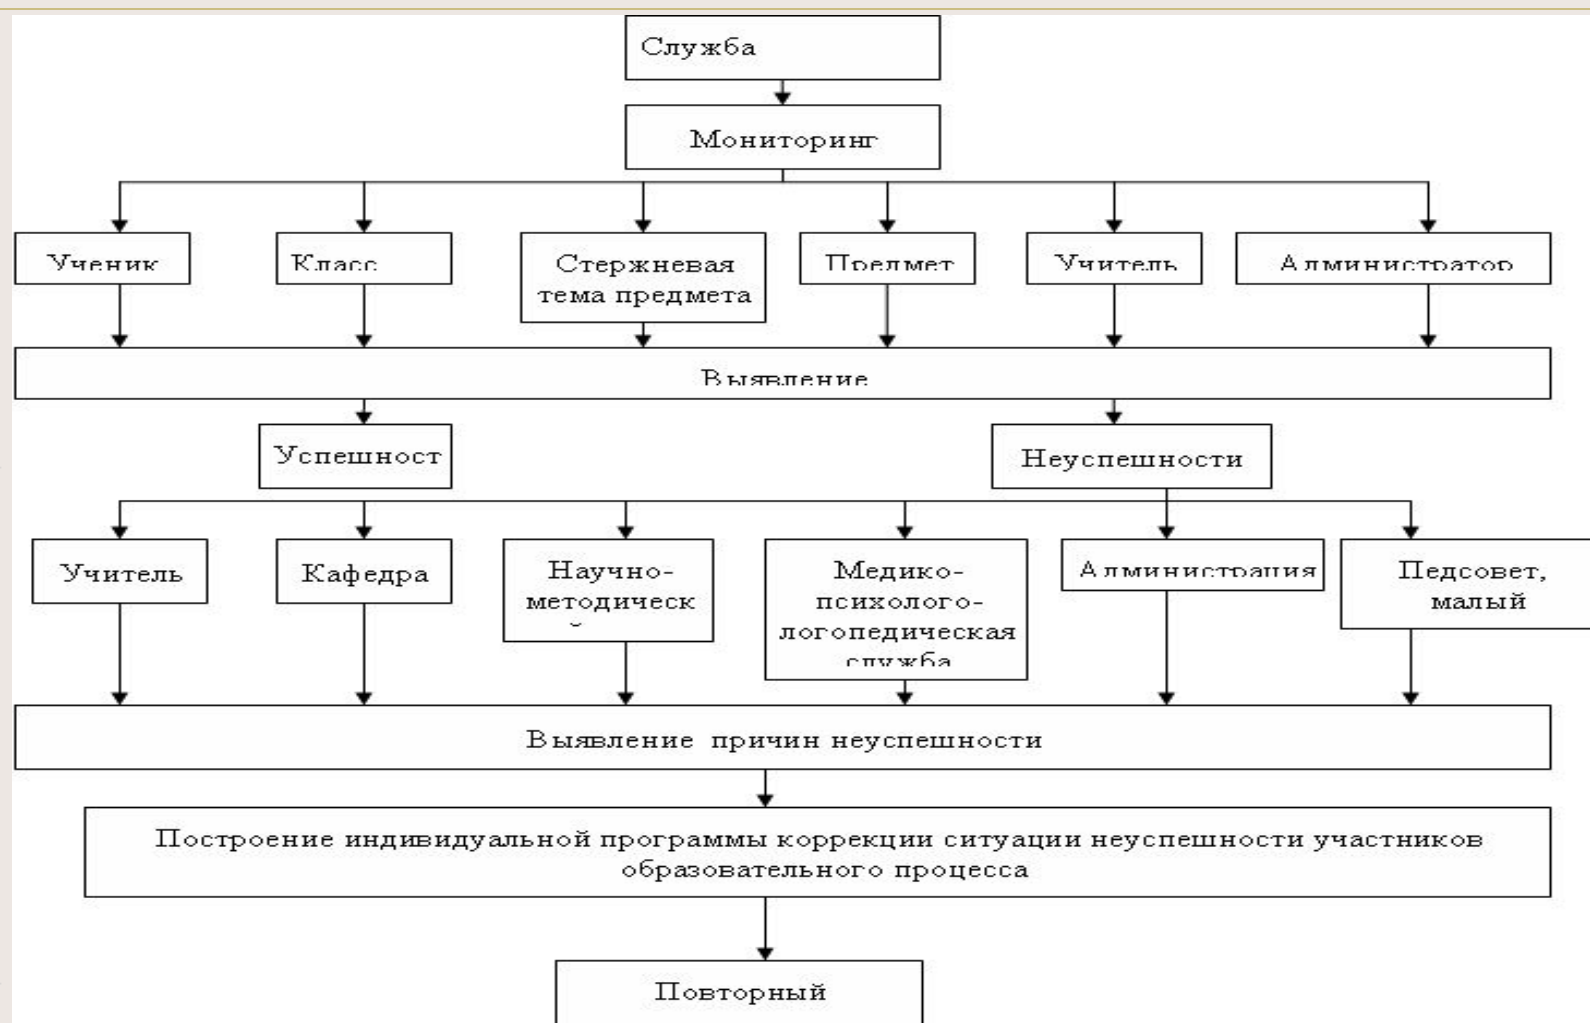 Служба
Мониторинг
Ученик
Класс
Стержневая
тема предмета
Предмет
Учитель
Администратор
Выявление
Успешност
Неуспешности
Учитель
Кафедра
Научно-
методическ
й
Медико-
психолого-
логопедическая
служба
Администрация
Педсовет,
малый
Выявление причин неуспешности
Построение индивидуальной программы коррекции ситуации неуспешности участников
образовательного процесса
Повторный